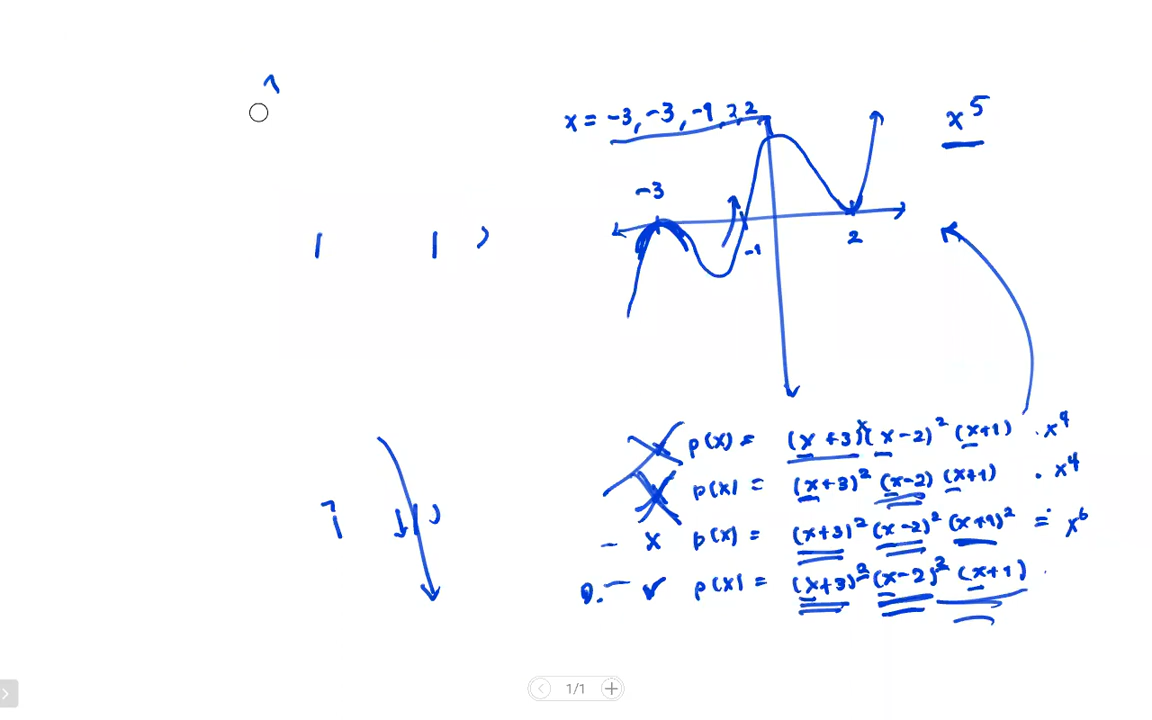 x = -3, -3, -1, 2, 2
x^5
-3
-1
2
p(x) = (x+3)(x-2)^2 (x+1) . x^4
p(x) = (x+3)^2 (x-2) (x+1) . x^4
- x p(x) = (x+3)^2 (x-2)^2 (x+1)^2 = x^6
D. - ✓ p(x) = (x+3)^2 (x-2)^2 (x+1) .
1/1